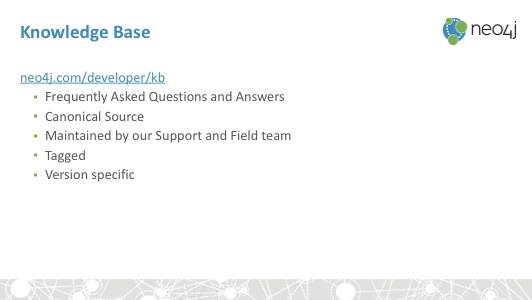 Knowledge Base
neo4j
neo4j.com/developer/kb
• Frequently Asked Questions and Answers
• Canonical Source
• Maintained by our Support and Field team
• Tagged
• Version specific